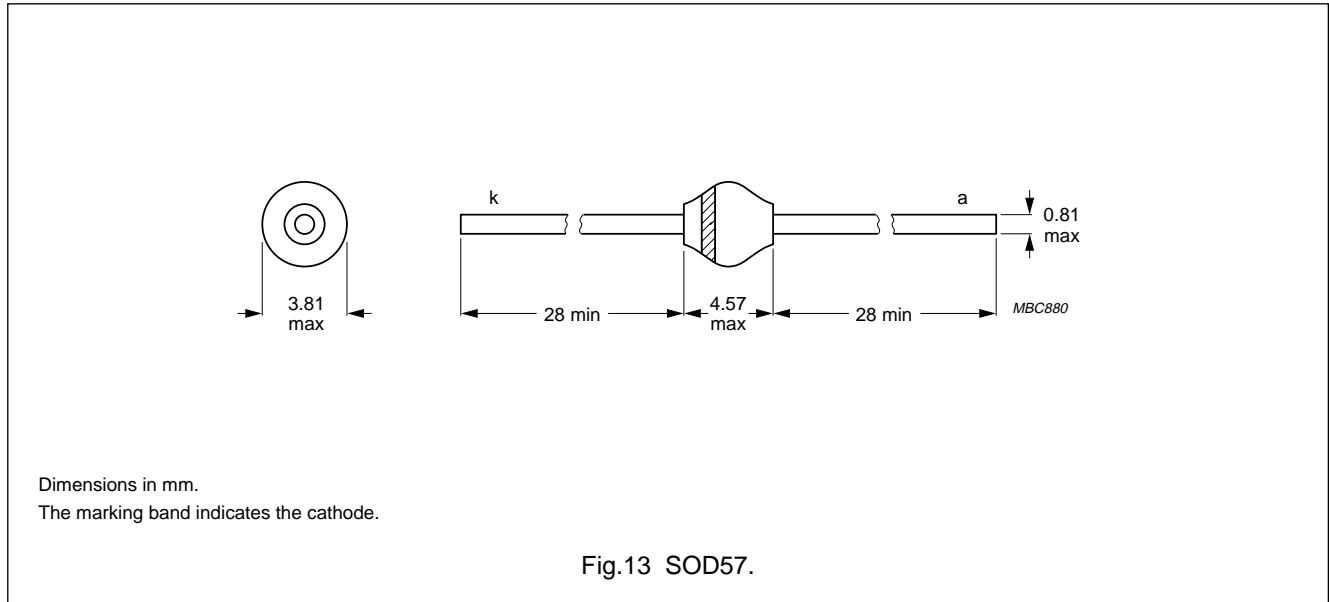 k
a
0.81
max
3.81
max
28 min
4.57
max
28 min
MBC880
Dimensions in mm.
The marking band indicates the cathode.
Fig.13 SOD57.